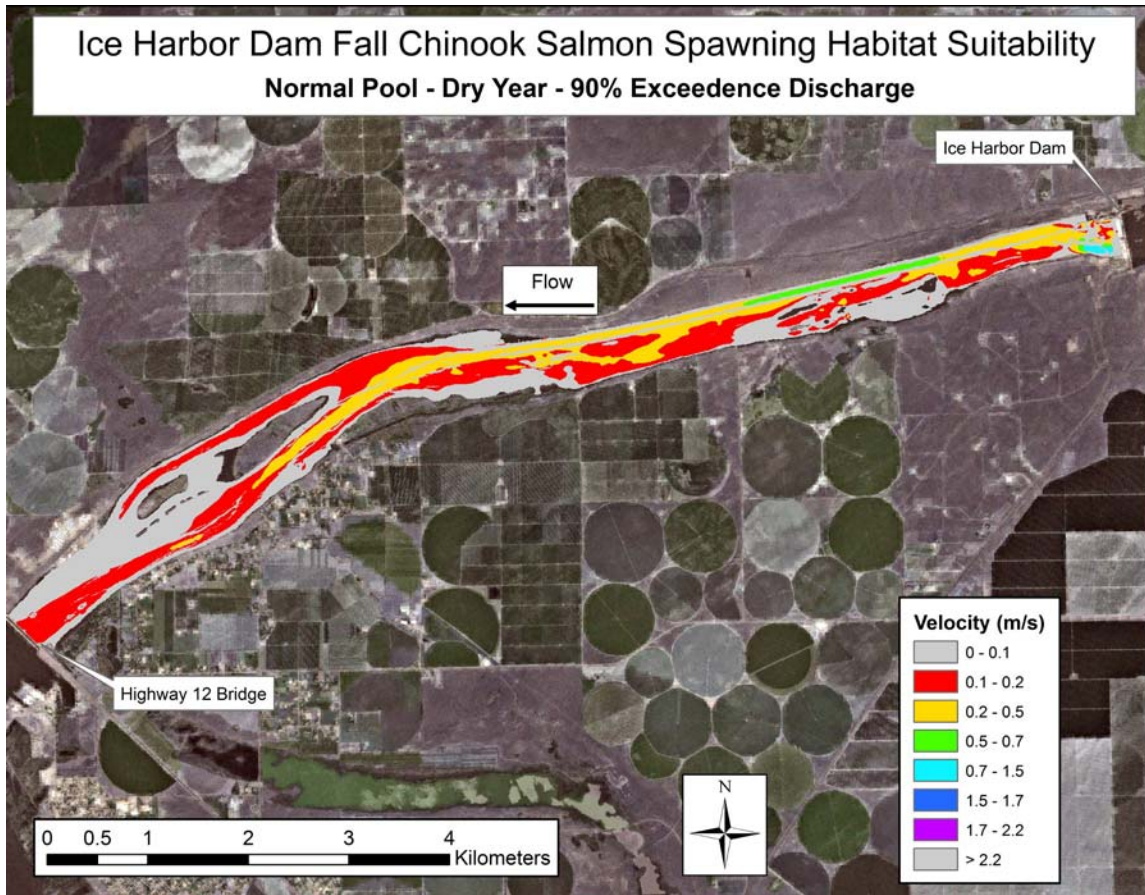 Ice Harbor Dam Fall Chinook Salmon Spawning Habitat Suitability
Normal Pool - Dry Year - 90% Exceedence Discharge
Ice Harbor Dam
Flow
Highway 12 Bridge
Velocity (m/s)
0 - 0.1
0.1 - 0.2
0.2 - 0.5
0.5 - 0.7
0.7 - 1.5
1.5 - 1.7
1.7 - 2.2
> 2.2
N
0 0.5 1 2 3 4
Kilometers